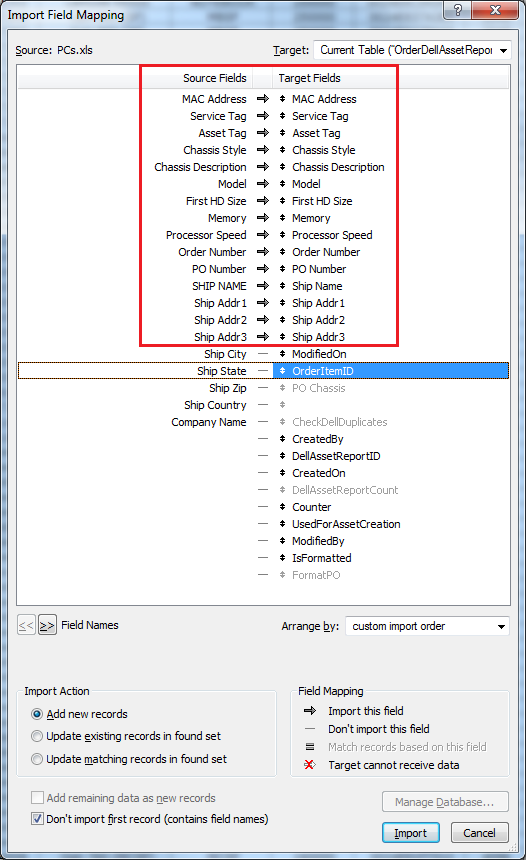 Import Field Mapping
Source: PCs.xls Target: Current Table ("OrderDellAssetRepor
Source Fields Target Fields
MAC Address MAC Address
Service Tag Service Tag
Asset Tag Asset Tag
Chassis Style Chassis Style
Chassis Description Chassis Description
Model Model
First HD Size First HD Size
Memory Memory
Processor Speed Processor Speed
Order Number Order Number
PO Number PO Number
SHIP NAME Ship Name
Ship Addr1 Ship Addr1
Ship Addr2 Ship Addr2
Ship Addr3 Ship Addr3
Ship City ModifiedOn
Ship State OrderItemID
Ship Zip PO Chassis
Ship Country
Company Name CheckDellDuplicates
CreatedBy
DellAssetReportID
CreatedOn
DellAssetReportCount
Counter
UsedForAssetCreation
ModifiedBy
IsFormatted
FormatPO
<< >> Field Names Arrange by: custom import order
Import Action Field Mapping
Add new records Import this field
Update existing records in found set Don't import this field
Update matching records in found set Match records based on this field
Target cannot receive data
Add remaining data as new records Manage Database...
Don't import first record (contains field names)
Import Cancel